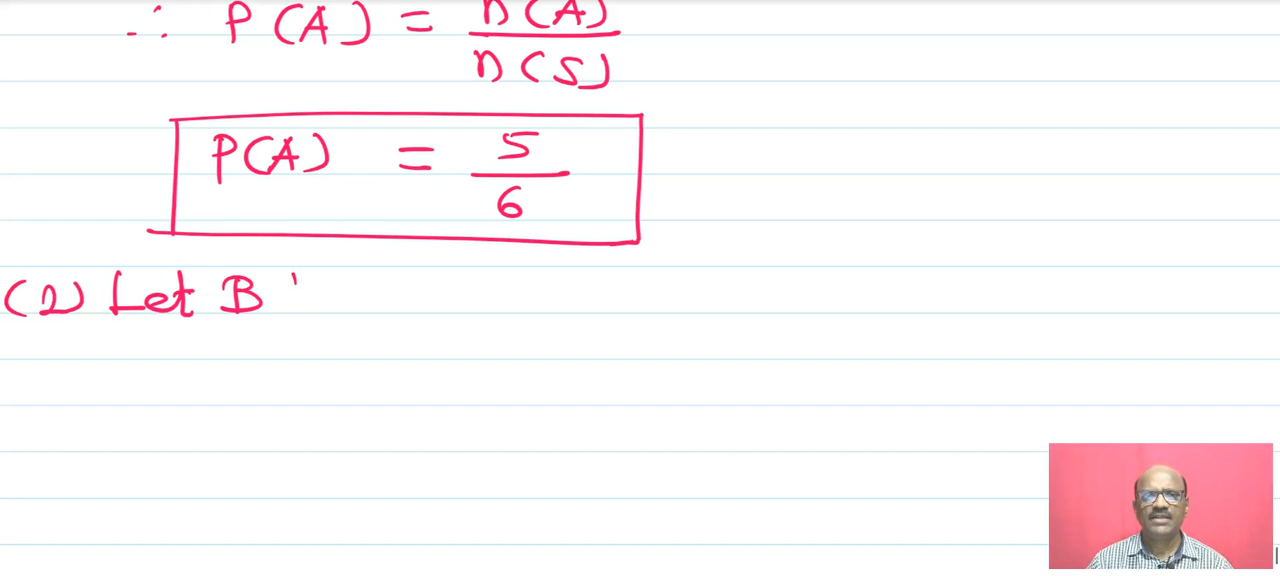 ∴ P(A) = n(A)
n(S)
P(A) = 5
6
(2) Let B